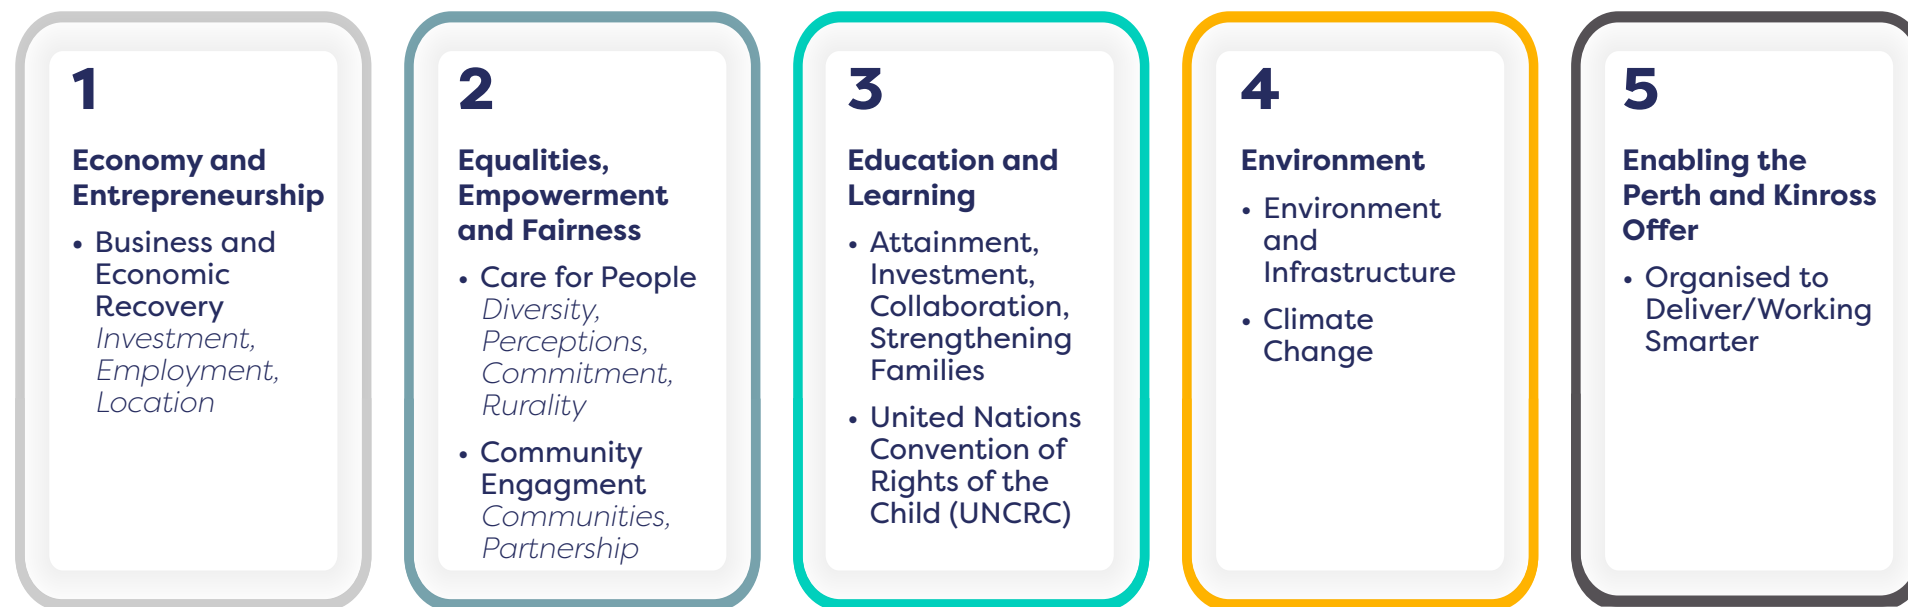 1
Economy and
Entrepreneurship
• Business and
Economic
Recovery
Investment,
Employment,
Location
2
Equalities,
Empowerment
and Fairness
• Care for People
Diversity,
Perceptions,
Commitment,
Rurality
• Community
Engagment
Communities,
Partnership
3
Education and
Learning
• Attainment,
Investment,
Collaboration,
Strengthening
Families
• United Nations
Convention of
Rights of the
Child (UNCRC)
4
Environment
• Environment
and
Infrastructure
• Climate
Change
5
Enabling the
Perth and Kinross
Offer
• Organised to
Deliver/Working
Smarter